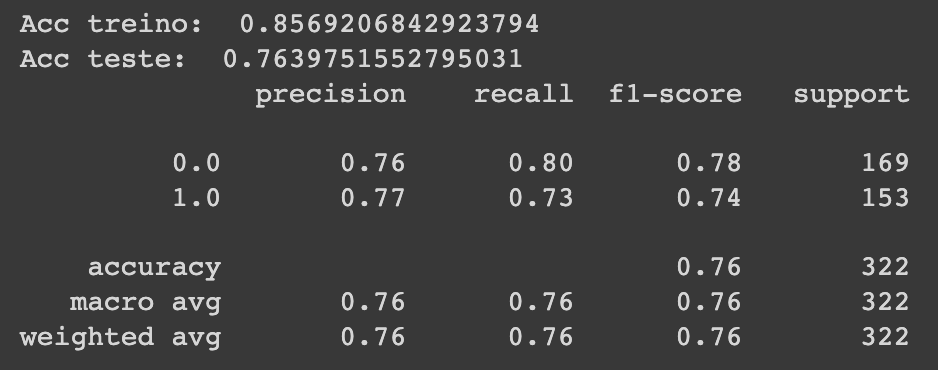 Acc treino:  0.8569206842923794
Acc teste:  0.7639751552795031
              precision    recall  f1-score   support

         0.0       0.76      0.80      0.78       169
         1.0       0.77      0.73      0.74       153

    accuracy                           0.76       322
   macro avg       0.76      0.76      0.76       322
weighted avg       0.76      0.76      0.76       322